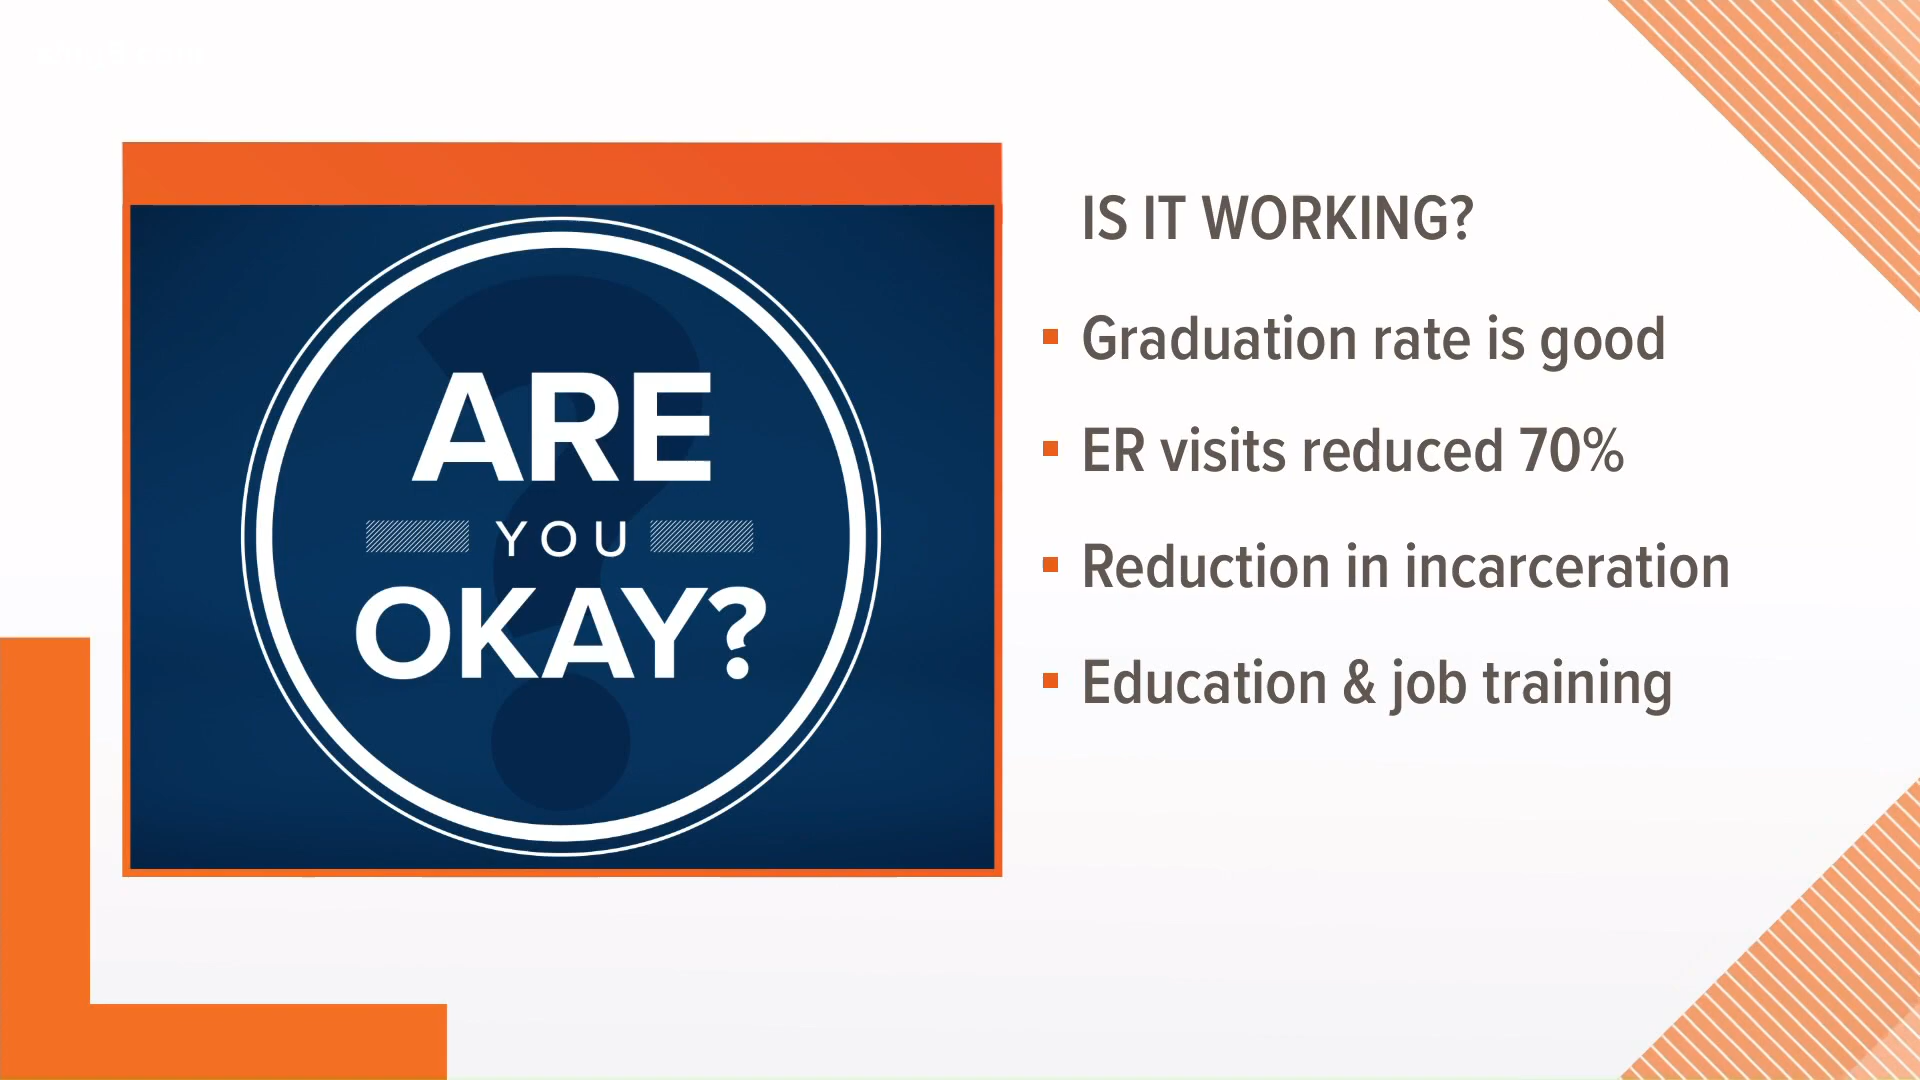 ARE
YOU
OKAY?
IS IT WORKING?
Graduation rate is good
ER visits reduced 70%
Reduction in incarceration
Education & job training